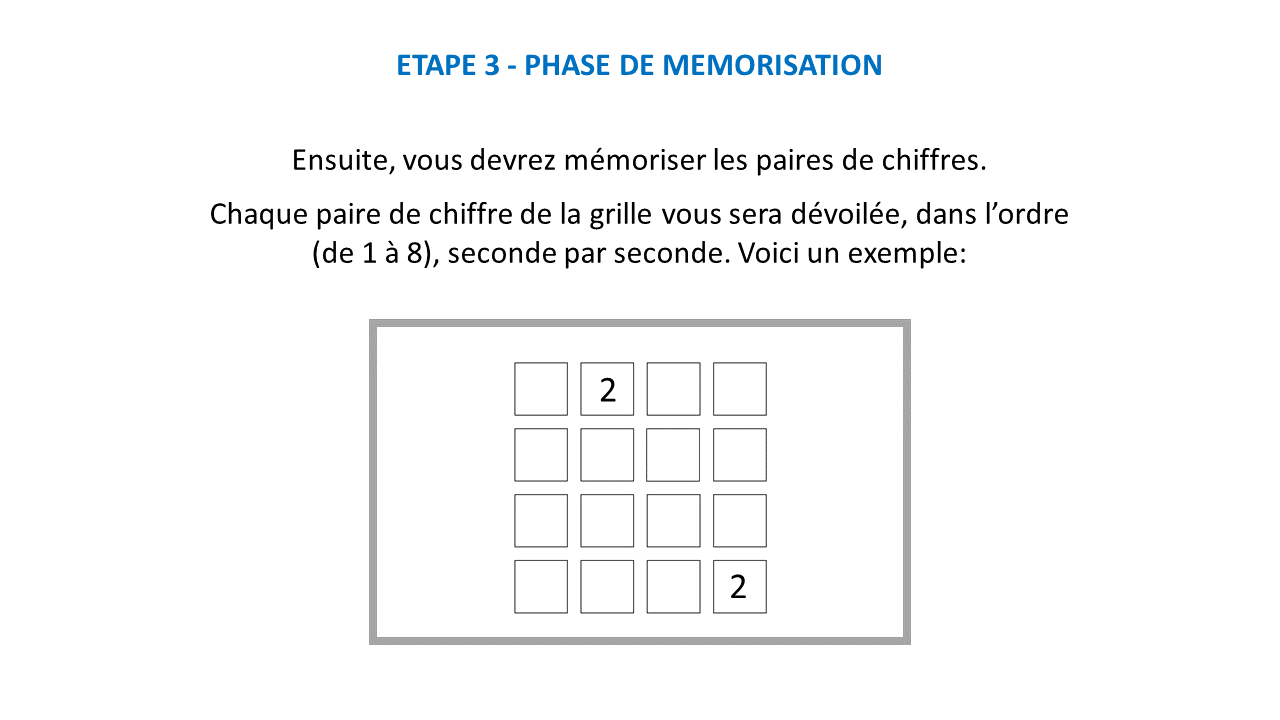 ETAPE 3 - PHASE DE MEMORISATION
Ensuite, vous devrez mémoriser les paires de chiffres.
Chaque paire de chiffre de la grille vous sera dévoilée, dans l’ordre
(de 1 à 8), seconde par seconde. Voici un exemple:
2
2